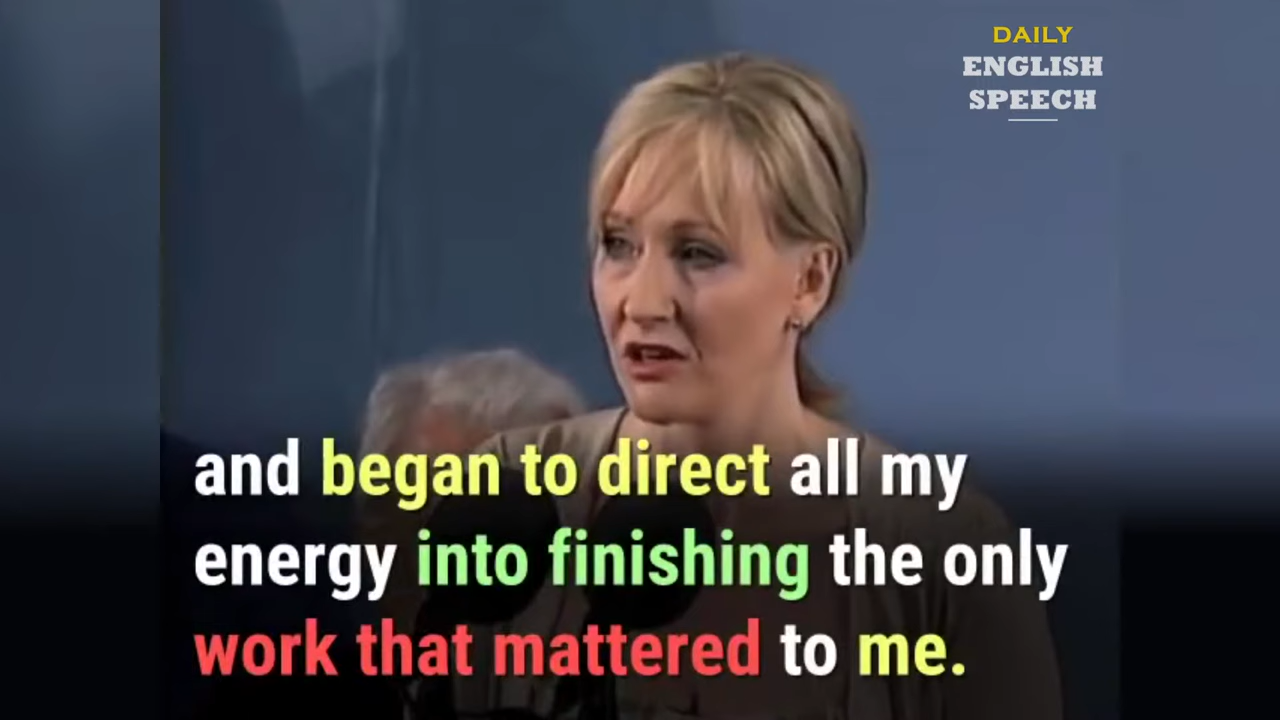 DAILY
ENGLISH
SPEECH
and began to direct all my
energy into finishing the only
work that mattered to me.